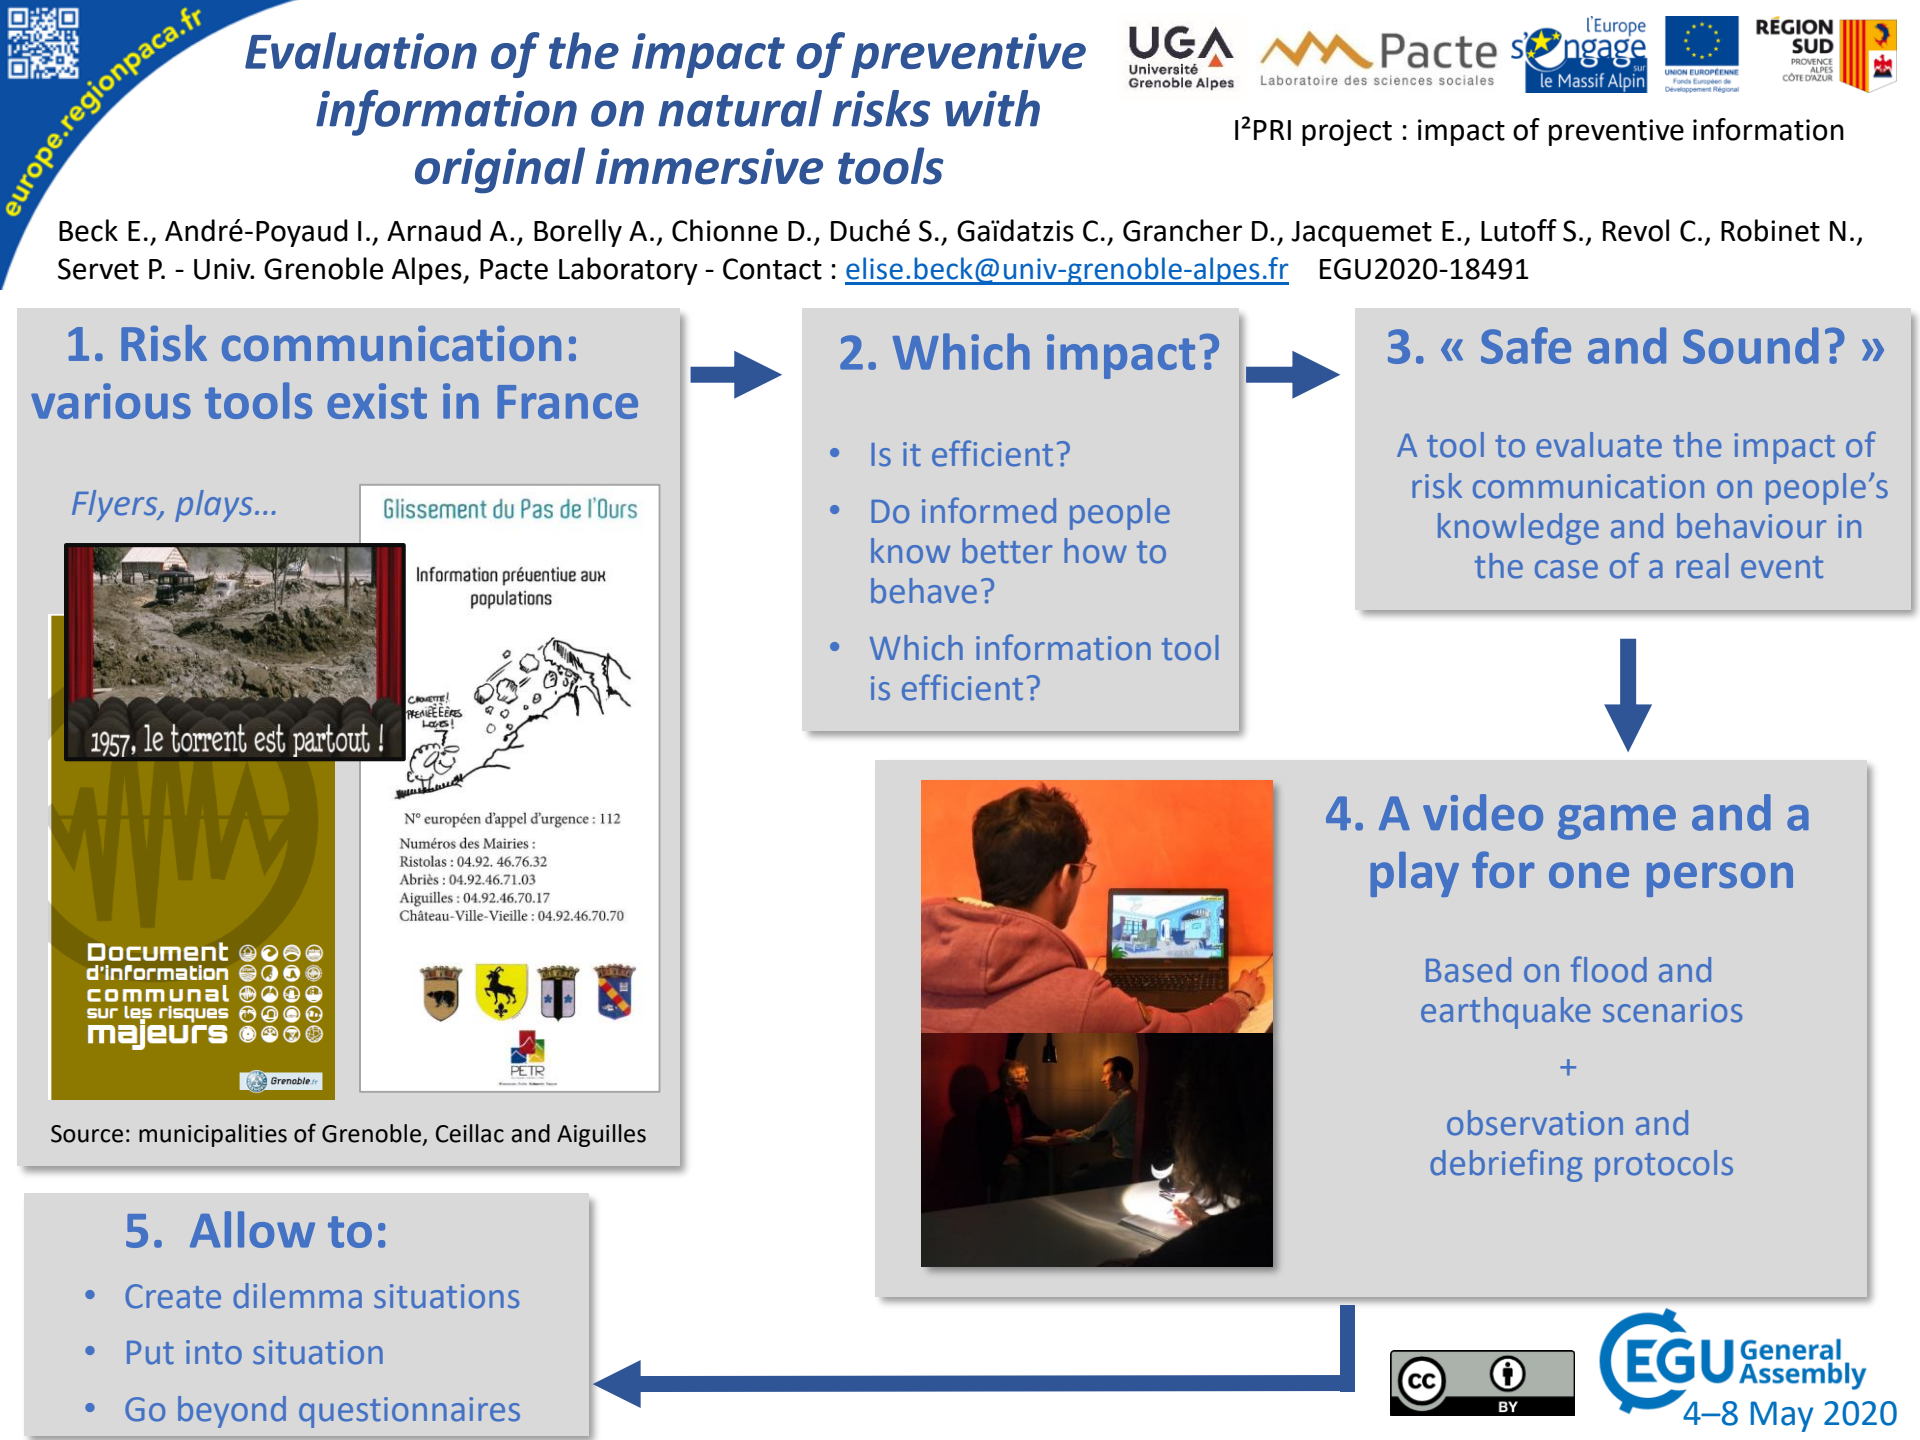 europe.regionpaca.fr
Evaluation of the impact of preventive
information on natural risks with
original immersive tools
UGA
Université
Grenoble Alpes
Pacte
Laboratoire des sciences sociales
l'Europe
s'engage
sur
le Massif Alpin
UNION EUROPÉENNE
Fonds Européen de
Développement Régional
RÉGION
SUD
PROVENCE
ALPES
CÔTE D'AZUR
I²PRI project : impact of preventive information
Beck E., André-Poyaud I., Arnaud A., Borelly A., Chionne D., Duché S., Gaïdatzis C., Grancher D., Jacquemet E., Lutoff S., Revol C., Robinet N.,
Servet P. - Univ. Grenoble Alpes, Pacte Laboratory - Contact : elise.beck@univ-grenoble-alpes.fr EGU2020-18491
1. Risk communication:
various tools exist in France
Flyers, plays...
1957, le torrent est partout !
Document
d'information
communal
sur les risques
majeurs
Grenoble.fr
Glissement du Pas de l'Ours
Information préventive aux
populations
CHOUETTE!
PREMIÈÈÈRES
LOGES!
N° européen d'appel d'urgence : 112
Numéros des Mairies :
Ristolas : 04.92. 46.76.32
Abriès : 04.92.46.71.03
Aiguilles : 04.92.46.70.17
Château-Ville-Vieille : 04.92.46.70.70
PETR
Source: municipalities of Grenoble, Ceillac and Aiguilles
2. Which impact?
• Is it efficient?
• Do informed people
know better how to
behave?
• Which information tool
is efficient?
3. « Safe and Sound? »
A tool to evaluate the impact of
risk communication on people's
knowledge and behaviour in
the case of a real event
4. A video game and a
play for one person
Based on flood and
earthquake scenarios
+
observation and
debriefing protocols
5. Allow to:
• Create dilemma situations
• Put into situation
• Go beyond questionnaires
cc
BY
EGU General
Assembly
4–8 May 2020